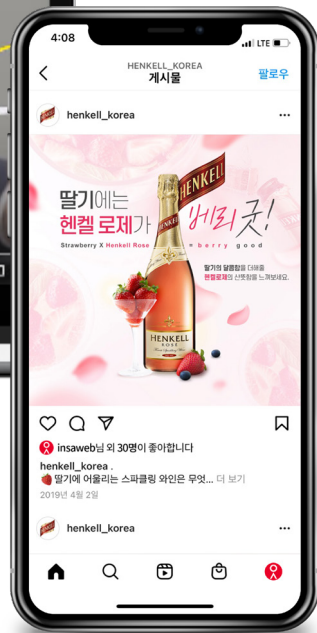 4:08
LTE
HENKELL_KOREA
게시물
팔로우
henkell_korea
딸기에는
헨켈 로제가 베리 굿!
Strawberry X Henkell Rose = berry good
딸기의 달콤함을 더해줄
헨켈로제의 산뜻함을 느껴보세요.
HENKELL
HENKELL
HENKELL
ROSÉ
insaweb님 외 30명이 좋아합니다
henkell_korea .
딸기에 어울리는 스파클링 와인은 무엇... 더 보기
2019년 4월 2일
henkell_korea